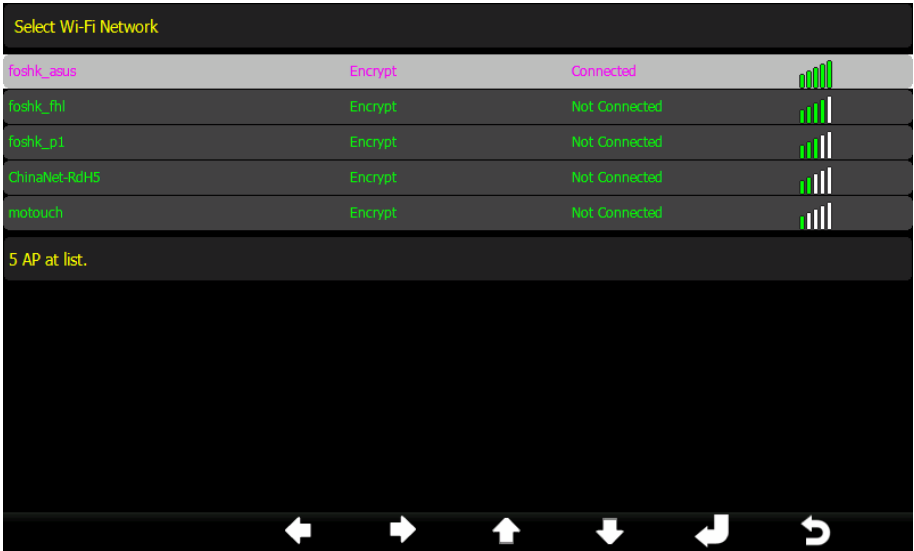 Select Wi-Fi Network
foshk_asus Encrypt Connected
foshk_fhl Encrypt Not Connected
foshk_p1 Encrypt Not Connected
ChinaNet-RdH5 Encrypt Not Connected
motouch Encrypt Not Connected
5 AP at list.